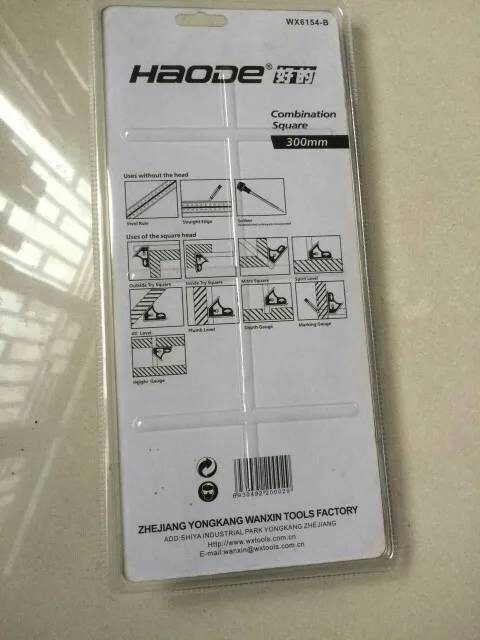 WX6154-B
HAODE® 好的
Combination
Square
300mm
Uses without the head
Steel Rule
Straight Edge
Scriber
Uses of the square head
Outside Try Square
Inside Try Square
Mitre Square
Spirit Level
45° Level
Plumb Level
Depth Gauge
Marking Gauge
Height Gauge
ZHEJIANG YONGKANG WANXIN TOOLS FACTORY
ADD:SHIYA INDUSTRIAL PARK YONGKANG ZHEJIANG
Http://www.wxtools.com.cn
E-mail:wanxin@wxtools.com.cn